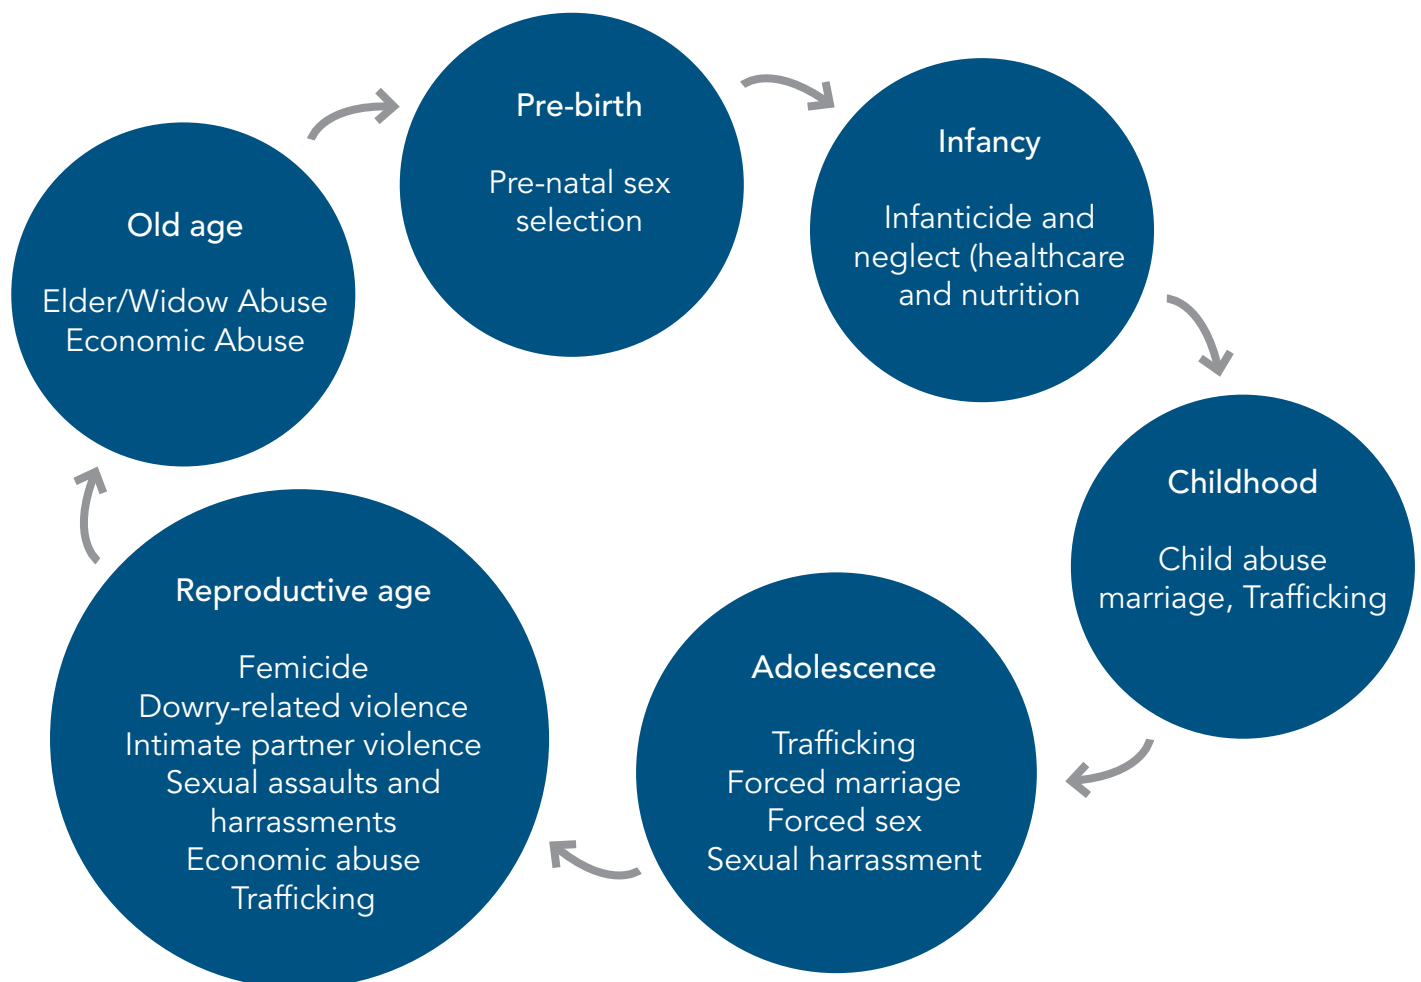 Pre-birth
Pre-natal sex
selection
Infancy
Infanticide and
neglect (healthcare
and nutrition
Childhood
Child abuse
marriage, Trafficking
Adolescence
Trafficking
Forced marriage
Forced sex
Sexual harrassment
Reproductive age
Femicide
Dowry-related violence
Intimate partner violence
Sexual assaults and
harrassments
Economic abuse
Trafficking
Old age
Elder/Widow Abuse
Economic Abuse